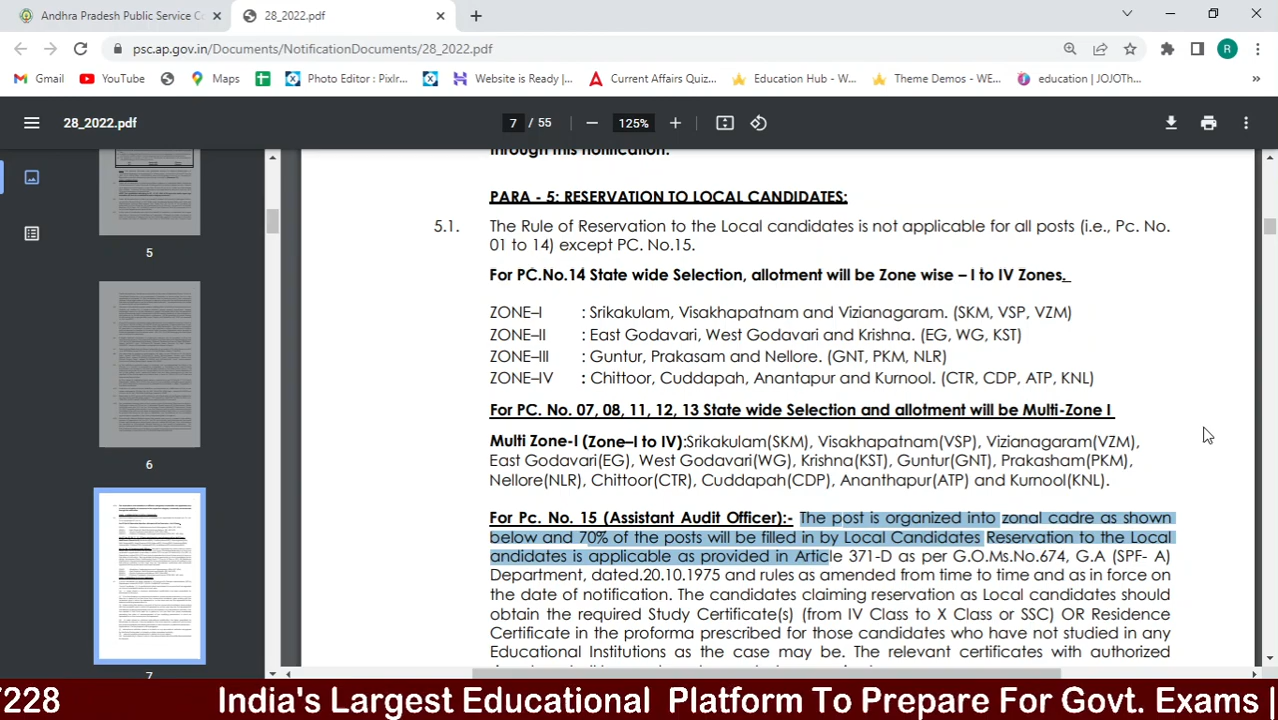 Andhra Pradesh Public Service C
28_2022.pdf
psc.ap.gov.in/Documents/NotificationDocuments/28_2022.pdf
R
Gmail
YouTube
Maps
Photo Editor : Pixlr...
Website is Ready |...
Current Affairs Quiz...
Education Hub - W...
Theme Demos - WE...
education | JOJOTh...
28_2022.pdf
7 / 55
125%
5
6
7
through this notification.
PARA - 5: RESERVATION TO LOCAL CANDIDATES:
5.1. The Rule of Reservation to the Local candidates is not applicable for all posts (i.e., Pc. No.
01 to 14) except PC. No.15.
For PC.No.14 State wide Selection, allotment will be Zone wise – I to IV Zones.
ZONE–I : Srikakulam, Visakhapatnam and Vizianagaram. (SKM, VSP, VZM)
ZONE–II : East Godavari, West Godavari and Krishna. (EG, WG, KST)
ZONE–III : Guntur, Prakasam and Nellore. (GNT, PKM, NLR)
ZONE–IV : Chittoor, Cuddapah, Anantapur and Kurnool. (CTR, CDP, ATP, KNL)
For PC. No. 07, 08, 11, 12, 13 State wide Selection and allotment will be Multi-Zone I
Multi Zone-I (Zone–I to IV):Srikakulam(SKM), Visakhapatnam(VSP), Vizianagaram(VZM),
East Godavari(EG), West Godavari(WG), Krishna(KST), Guntur(GNT), Prakasham(PKM),
Nellore(NLR), Chittoor(CTR), Cuddapah(CDP), Ananthapur(ATP) and Kurnool(KNL).
For Pc. No. 15 (Assistant Audit Officer):- The posts organized into zonal cadre as shown
below and 70% of the posts will be filled in by Local Candidates Reservation to the Local
candidates is applicable as provided in Article 371-D as per G.O.Ms.No.674, G.A (SPF- A)
Department, dated.20.10.1975 and rules as amended from time to time and as in force on
the date of notification. The candidates claiming reservation as Local candidates should
obtain the required Study Certificate(s) (from IV Class to X Class or SSC) OR Residence
Certificate in the proforma prescribed for those candidates who have not studied in any
Educational Institutions as the case may be. The relevant certificates with authorized
7228 India's Largest Educational Platform To Prepare For Govt. Exams |